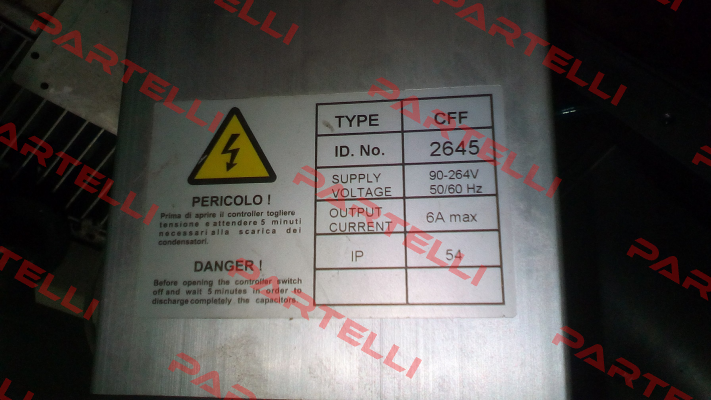 PERICOLO !
Prima di aprire il controller togliere
tensione e attendere 5 minuti
necessari alla scarica dei
condensatori.
DANGER !
Before opening the controller switch
off and wait 5 minutes in order to
discharge completely the capacitors.
TYPE CFF
ID. No. 2645
SUPPLY VOLTAGE 90-264V 50/60 Hz
OUTPUT CURRENT 6A max
IP 54
PARTELLI
PARTELLI
PARTELLI
PARTELLI
PARTELLI
PARTELLI
PARTELLI
PARTELLI
PARTELLI